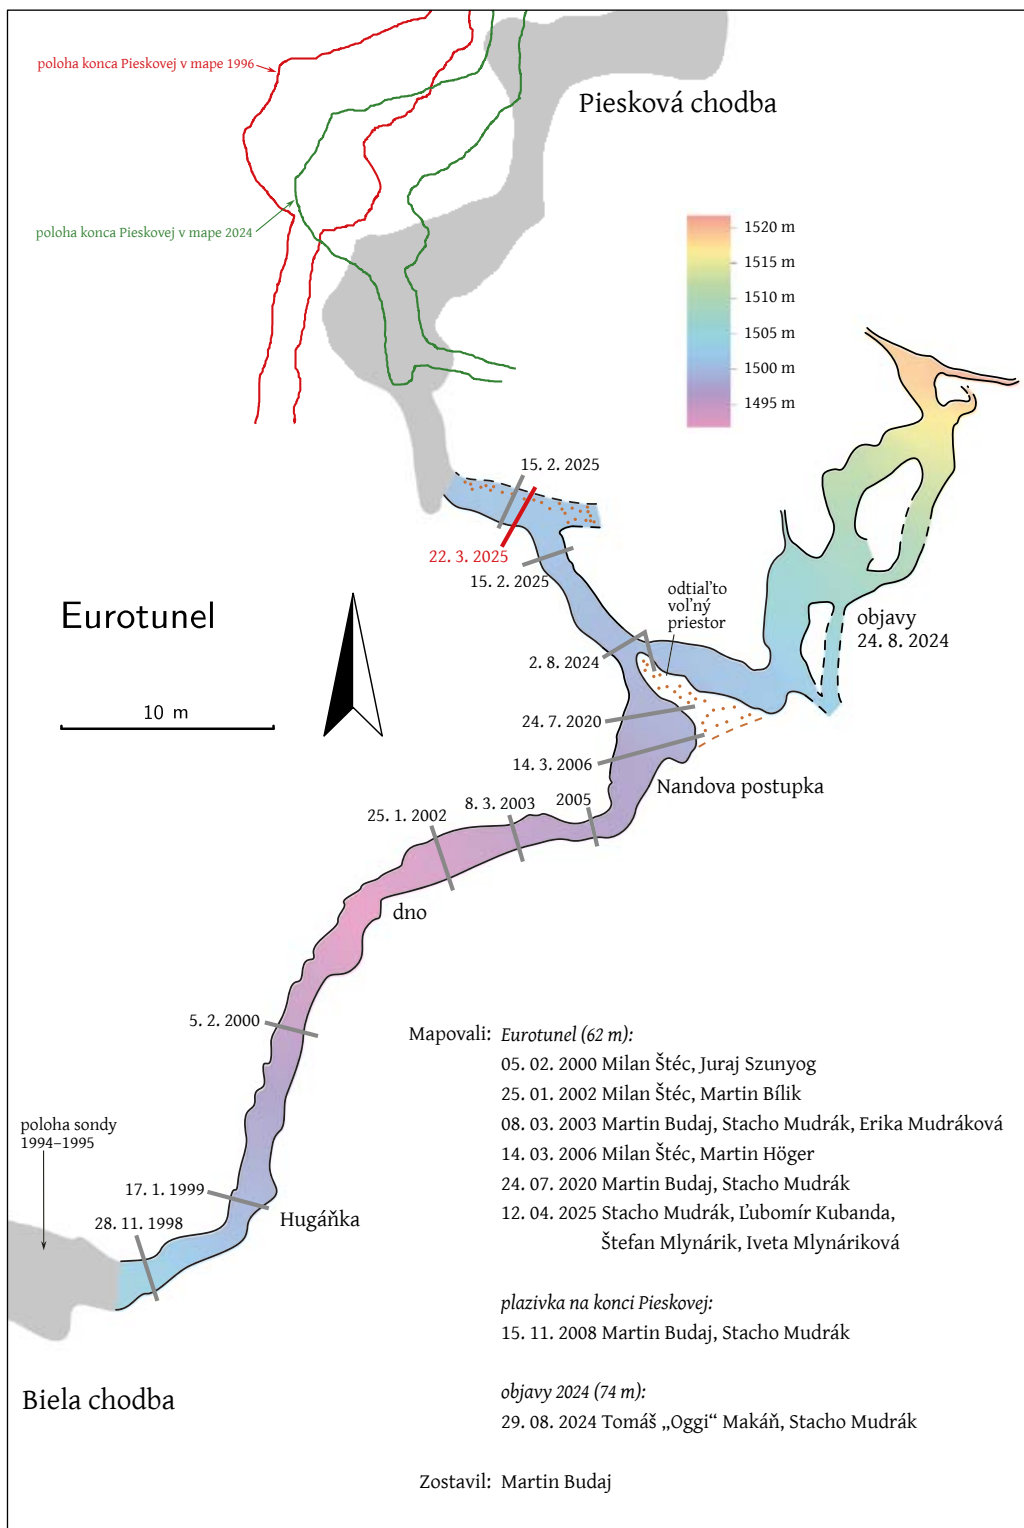 poloha konca Pieskovej v mape 1996
Piesková chodba
poloha konca Pieskovej v mape 2024
1520 m
1515 m
1510 m
1505 m
1500 m
1495 m
15. 2. 2025
22. 3. 2025
15. 2. 2025
odtiaľto
voľný
priestor
Eurotunel
objavy
24. 8. 2024
2. 8. 2024
10 m
24. 7. 2020
14. 3. 2006
Nandova postupka
2005
8. 3. 2003
25. 1. 2002
dno
5. 2. 2000
poloha sondy
1994–1995
17. 1. 1999
28. 11. 1998
Hugáňka
Biela chodba
Mapovali: Eurotunel (62 m):
05. 02. 2000 Milan Štéc, Juraj Szunyog
25. 01. 2002 Milan Štéc, Martin Bílik
08. 03. 2003 Martin Budaj, Stacho Mudrák, Erika Mudráková
14. 03. 2006 Milan Štéc, Martin Höger
24. 07. 2020 Martin Budaj, Stacho Mudrák
12. 04. 2025 Stacho Mudrák, Ľubomír Kubanda,
Štefan Mlynárik, Iveta Mlynáriková
plazivka na konci Pieskovej:
15. 11. 2008 Martin Budaj, Stacho Mudrák
objavy 2024 (74 m):
29. 08. 2024 Tomáš „Oggi“ Makáň, Stacho Mudrák
Zostavil: Martin Budaj